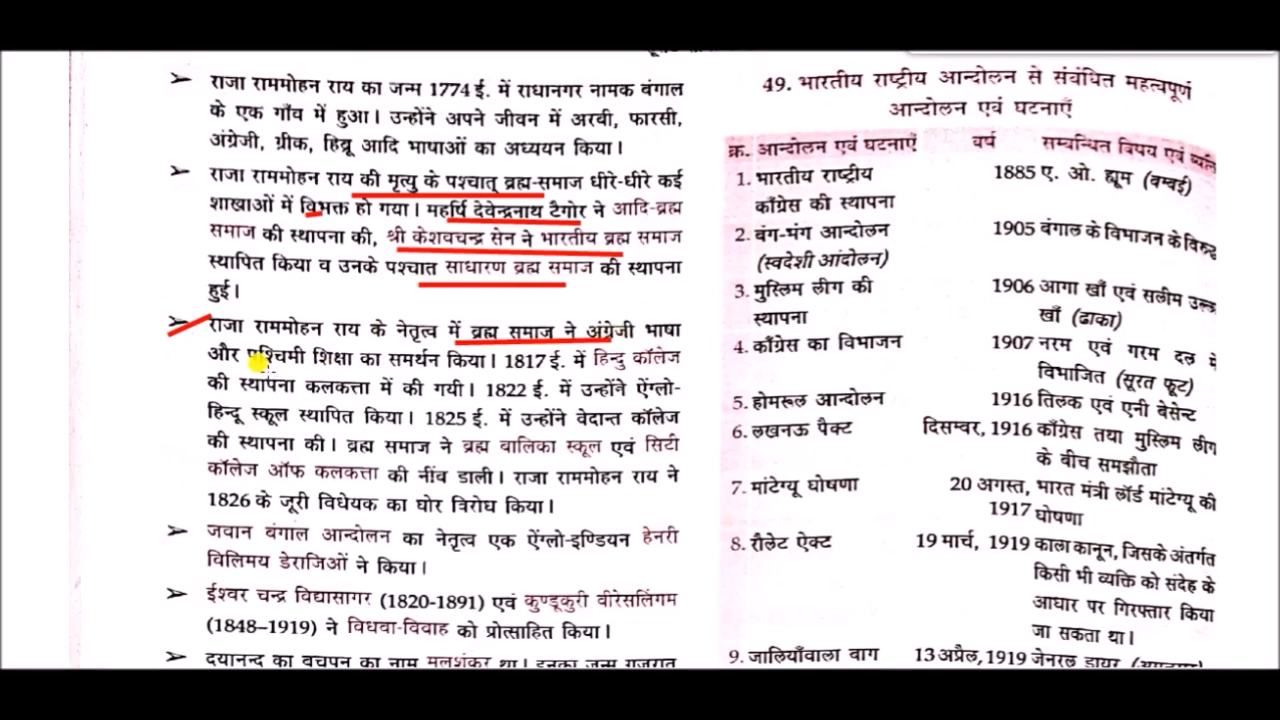 ➤ राजा राममोहन राय का जन्म 1774 ई. में राधानगर नामक बंगाल
के एक गाँव में हुआ। उन्होंने अपने जीवन में अरबी, फारसी,
अंग्रेजी, ग्रीक, हिब्रू आदि भाषाओं का अध्ययन किया।
➤ राजा राममोहन राय की मृत्यु के पश्चात् ब्रह्म-समाज धीरे-धीरे कई
शाखाओं में विभक्त हो गया। महर्षि देवेन्द्रनाथ टैगोर ने आदि-ब्रह्म
समाज की स्थापना की, श्री केशवचन्द्र सेन ने भारतीय ब्रह्म समाज
स्थापित किया व उनके पश्चात साधारण ब्रह्म समाज की स्थापना
हुई।
➤ राजा राममोहन राय के नेतृत्व में ब्रह्म समाज ने अंग्रेजी भाषा
और पश्चिमी शिक्षा का समर्थन किया। 1817 ई. में हिन्दु कॉलेज
की स्थापना कलकत्ता में की गयी। 1822 ई. में उन्होंने ऐंग्लो-
हिन्दू स्कूल स्थापित किया। 1825 ई. में उन्होंने वेदान्त कॉलेज
की स्थापना की। ब्रह्म समाज ने ब्रह्म बालिका स्कूल एवं सिटी
कॉलेज ऑफ कलकत्ता की नींव डाली। राजा राममोहन राय ने
1826 के जूरी विधेयक का घोर विरोध किया।
➤ जवान बंगाल आन्दोलन का नेतृत्व एक ऐंग्लो-इण्डियन हेनरी
विलिमय डेराजिओं ने किया।
➤ ईश्वर चन्द्र विद्यासागर (1820-1891) एवं कुण्डूकुरी वीरेसलिंगम
(1848–1919) ने विधवा-विवाह को प्रोत्साहित किया।
➤ दयानन्द का बचपन का नाम मूलशंकर था। इनका जन्म गुजरात
49. भारतीय राष्ट्रीय आन्दोलन से संबंधित महत्वपूर्ण
आन्दोलन एवं घटनाएँ
क्र. आन्दोलन एवं घटनाएँ वर्ष सम्बन्धित विषय एवं
1. भारतीय राष्ट्रीय 1885 ए. ओ. ह्यूम (बम्बई)
काँग्रेस की स्थापना
2. बंग-भंग आन्दोलन 1905 बंगाल के विभाजन के
(स्वदेशी आंदोलन)
3. मुस्लिम लीग की 1906 आगा खाँ एवं सलीम
स्थापना खाँ (ढाका)
4. काँग्रेस का विभाजन 1907 नरम एवं गरम दल
विभाजित (सूरत फूट)
5. होमरूल आन्दोलन 1916 तिलक एवं एनी बेसेन्ट
6. लखनऊ पैक्ट दिसम्बर, 1916 काँग्रेस तथा मुस्लिम लीग
के बीच समझौता
7. मांटेग्यू घोषणा 20 अगस्त, भारत मंत्री लॉर्ड मांटेग्यू की
1917 घोषणा
8. रौलेट ऐक्ट 19 मार्च, 1919 काला कानून, जिसके अंतर्गत
किसी भी व्यक्ति को संदेह के
आधार पर गिरफ्तार किया
जा सकता था।
9. जालियाँवाला बाग 13 अप्रैल, 1919 जेनरल डायर